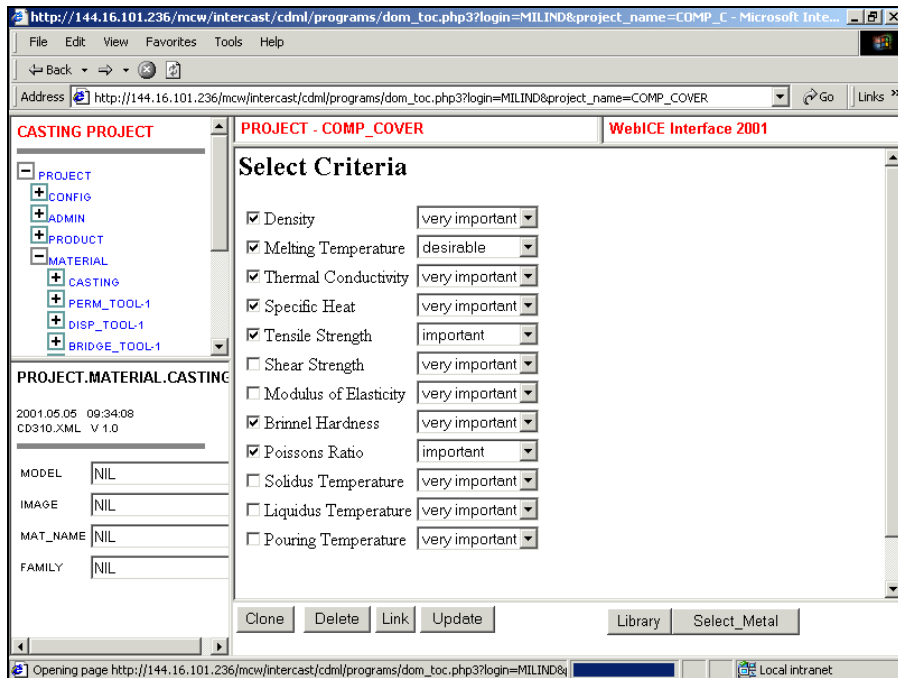 http://144.16.101.236/mcw/intercast/cdml/programs/dom_toc.php3?login=MILIND&project_name=COMP_C - Microsoft Inte...
File Edit View Favorites Tools Help
Back
Address http://144.16.101.236/mcw/intercast/cdml/programs/dom_toc.php3?login=MILIND&project_name=COMP_COVER Go Links »
CASTING PROJECT
PROJECT
CONFIG
ADMIN
PRODUCT
MATERIAL
CASTING
PERM_TOOL-1
DISP_TOOL-1
BRIDGE_TOOL-1
PROJECT.MATERIAL.CASTING
2001.05.05 09:34:08
CD310.XML V 1.0
MODEL NIL
IMAGE NIL
MAT_NAME NIL
FAMILY NIL
PROJECT - COMP_COVER WebICE Interface 2001
Select Criteria
Density very important
Melting Temperature desirable
Thermal Conductivity very important
Specific Heat very important
Tensile Strength important
Shear Strength very important
Modulus of Elasticity very important
Brinnel Hardness very important
Poissons Ratio important
Solidus Temperature very important
Liquidus Temperature very important
Pouring Temperature very important
Clone Delete Link Update Library Select_Metal
Opening page http://144.16.101.236/mcw/intercast/cdml/programs/dom_toc.php3?login=MILIND& Local intranet